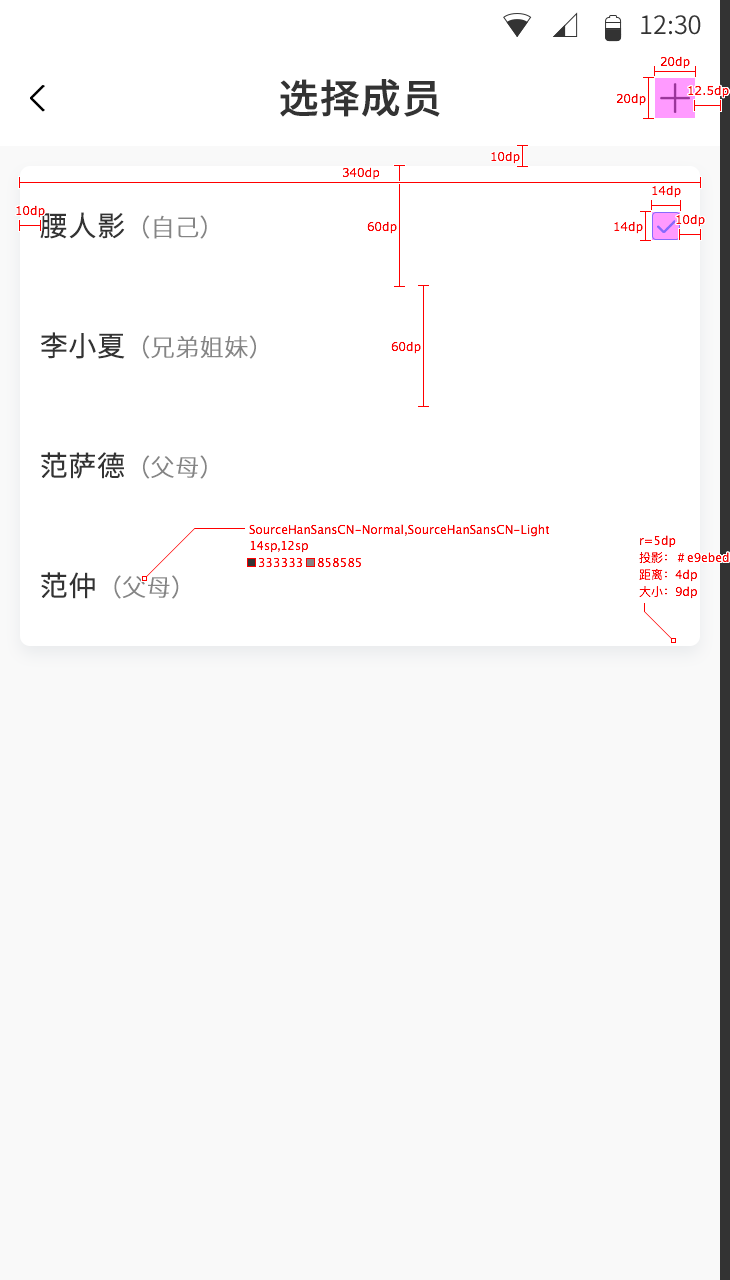 12:30
20dp
选择成员
20dp
12.5dp
10dp
340dp
14dp
10dp
腰人影（自己）
60dp
14dp
10dp
李小夏（兄弟姐妹）
60dp
范萨德（父母）
SourceHanSansCN-Normal,SourceHanSansCN-Light
14sp,12sp
333333 858585
范仲（父母）
r=5dp
投影：#e9ebed
距离：4dp
大小：9dp